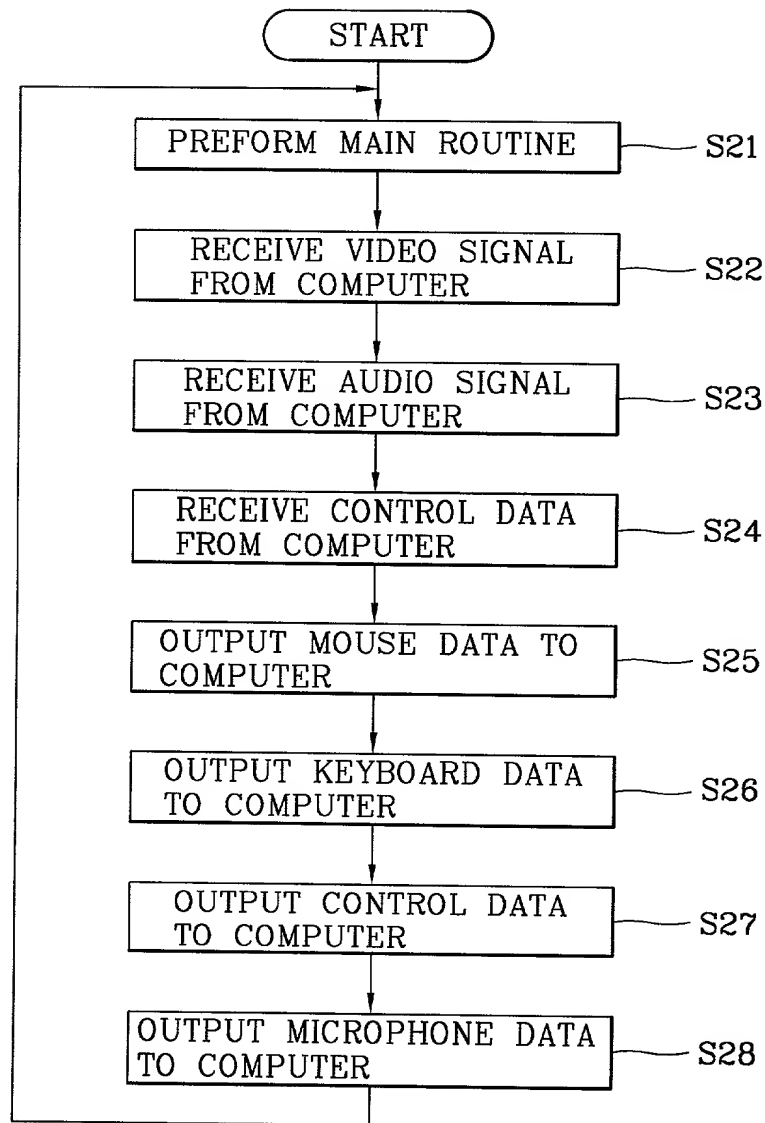 START
PREFORM MAIN ROUTINE
S21
RECEIVE VIDEO SIGNAL
FROM COMPUTER
S22
RECEIVE AUDIO SIGNAL
FROM COMPUTER
S23
RECEIVE CONTROL DATA
FROM COMPUTER
S24
OUTPUT MOUSE DATA TO
COMPUTER
S25
OUTPUT KEYBOARD DATA
TO COMPUTER
S26
OUTPUT CONTROL DATA
TO COMPUTER
S27
OUTPUT MICROPHONE DATA
TO COMPUTER
S28